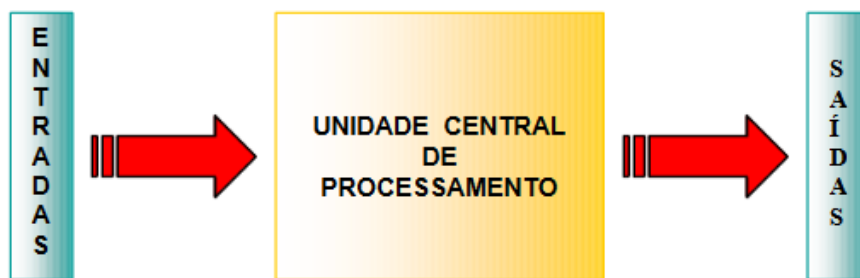 ENTRADAS
UNIDADE CENTRAL
DE
PROCESSAMENTO
SAÍDAS